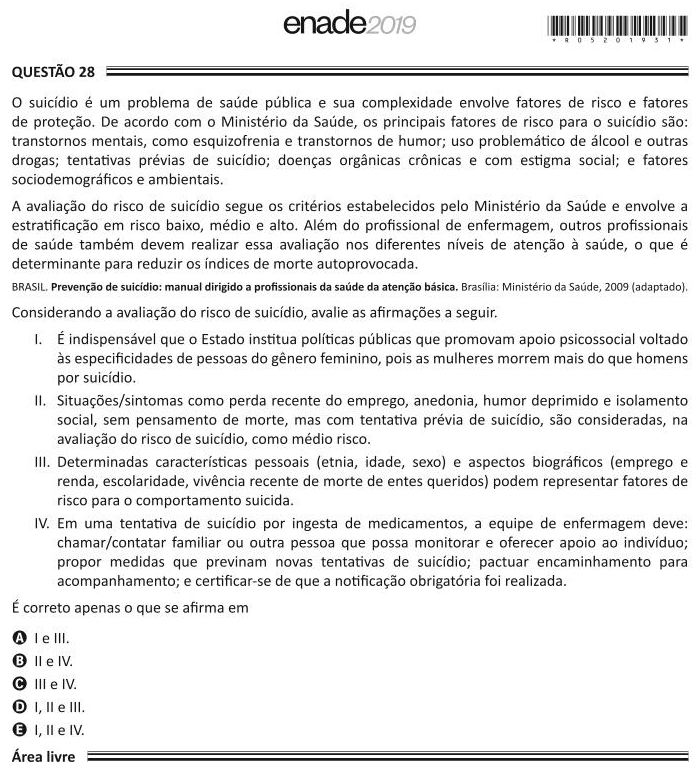 enade2019
*R05201931*
QUESTÃO 28
O suicídio é um problema de saúde pública e sua complexidade envolve fatores de risco e fatores
de proteção. De acordo com o Ministério da Saúde, os principais fatores de risco para o suicídio são:
transtornos mentais, como esquizofrenia e transtornos de humor; uso problemático de álcool e outras
drogas; tentativas prévias de suicídio; doenças orgânicas crônicas e com estigma social; e fatores
sociodemográficos e ambientais.
A avaliação do risco de suicídio segue os critérios estabelecidos pelo Ministério da Saúde e envolve a
estratificação em risco baixo, médio e alto. Além do profissional de enfermagem, outros profissionais
de saúde também devem realizar essa avaliação nos diferentes níveis de atenção à saúde, o que é
determinante para reduzir os índices de morte autoprovocada.
BRASIL. Prevenção de suicídio: manual dirigido a profissionais da saúde da atenção básica. Brasília: Ministério da Saúde, 2009 (adaptado).
Considerando a avaliação do risco de suicídio, avalie as afirmações a seguir.
I. É indispensável que o Estado institua políticas públicas que promovam apoio psicossocial voltado
às especificidades de pessoas do gênero feminino, pois as mulheres morrem mais do que homens
por suicídio.
II. Situações/sintomas como perda recente do emprego, anedonia, humor deprimido e isolamento
social, sem pensamento de morte, mas com tentativa prévia de suicídio, são consideradas, na
avaliação do risco de suicídio, como médio risco.
III. Determinadas características pessoais (etnia, idade, sexo) e aspectos biográficos (emprego e
renda, escolaridade, vivência recente de morte de entes queridos) podem representar fatores de
risco para o comportamento suicida.
IV. Em uma tentativa de suicídio por ingesta de medicamentos, a equipe de enfermagem deve:
chamar/contatar familiar ou outra pessoa que possa monitorar e oferecer apoio ao indivíduo;
propor medidas que previnam novas tentativas de suicídio; pactuar encaminhamento para
acompanhamento; e certificar-se de que a notificação obrigatória foi realizada.
É correto apenas o que se afirma em
A I e III.
B II e IV.
C III e IV.
D I, II e III.
E I, II e IV.
Área livre